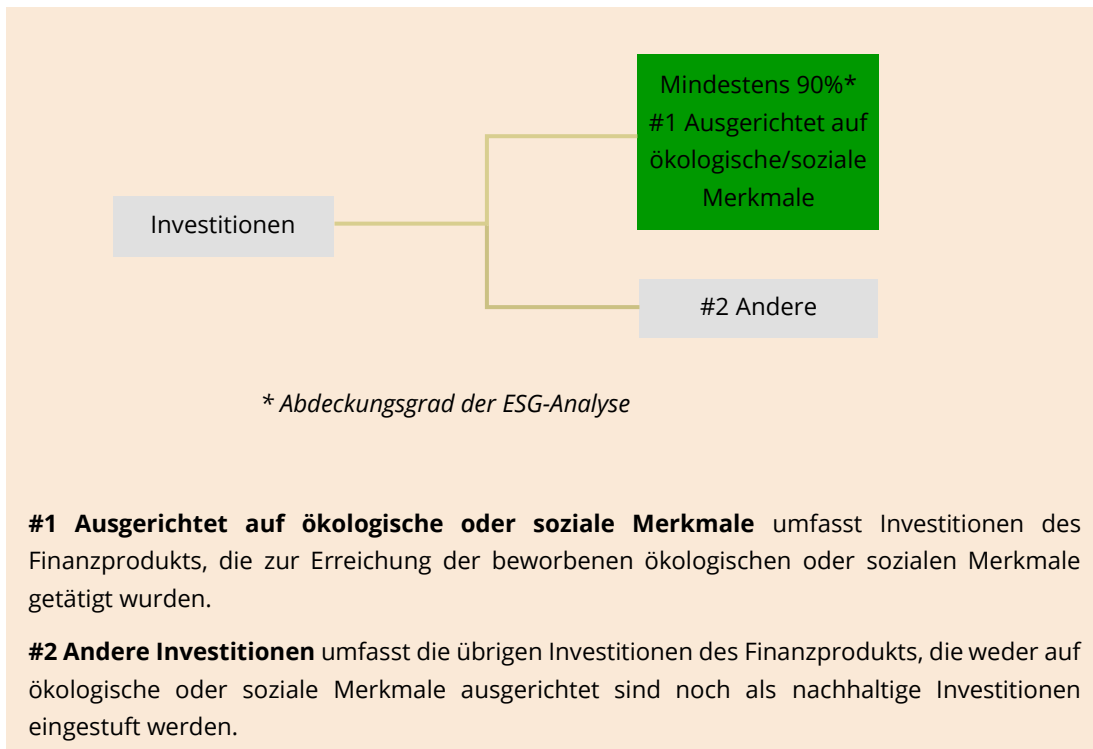 Mindestens 90%*
#1 Ausgerichtet auf
ökologische/soziale
Merkmale
Investitionen
#2 Andere
* Abdeckungsgrad der ESG-Analyse
#1 Ausgerichtet auf ökologische oder soziale Merkmale umfasst Investitionen des
Finanzprodukts, die zur Erreichung der beworbenen ökologischen oder sozialen Merkmale
getätigt wurden.
#2 Andere Investitionen umfasst die übrigen Investitionen des Finanzprodukts, die weder auf
ökologische oder soziale Merkmale ausgerichtet sind noch als nachhaltige Investitionen
eingestuft werden.